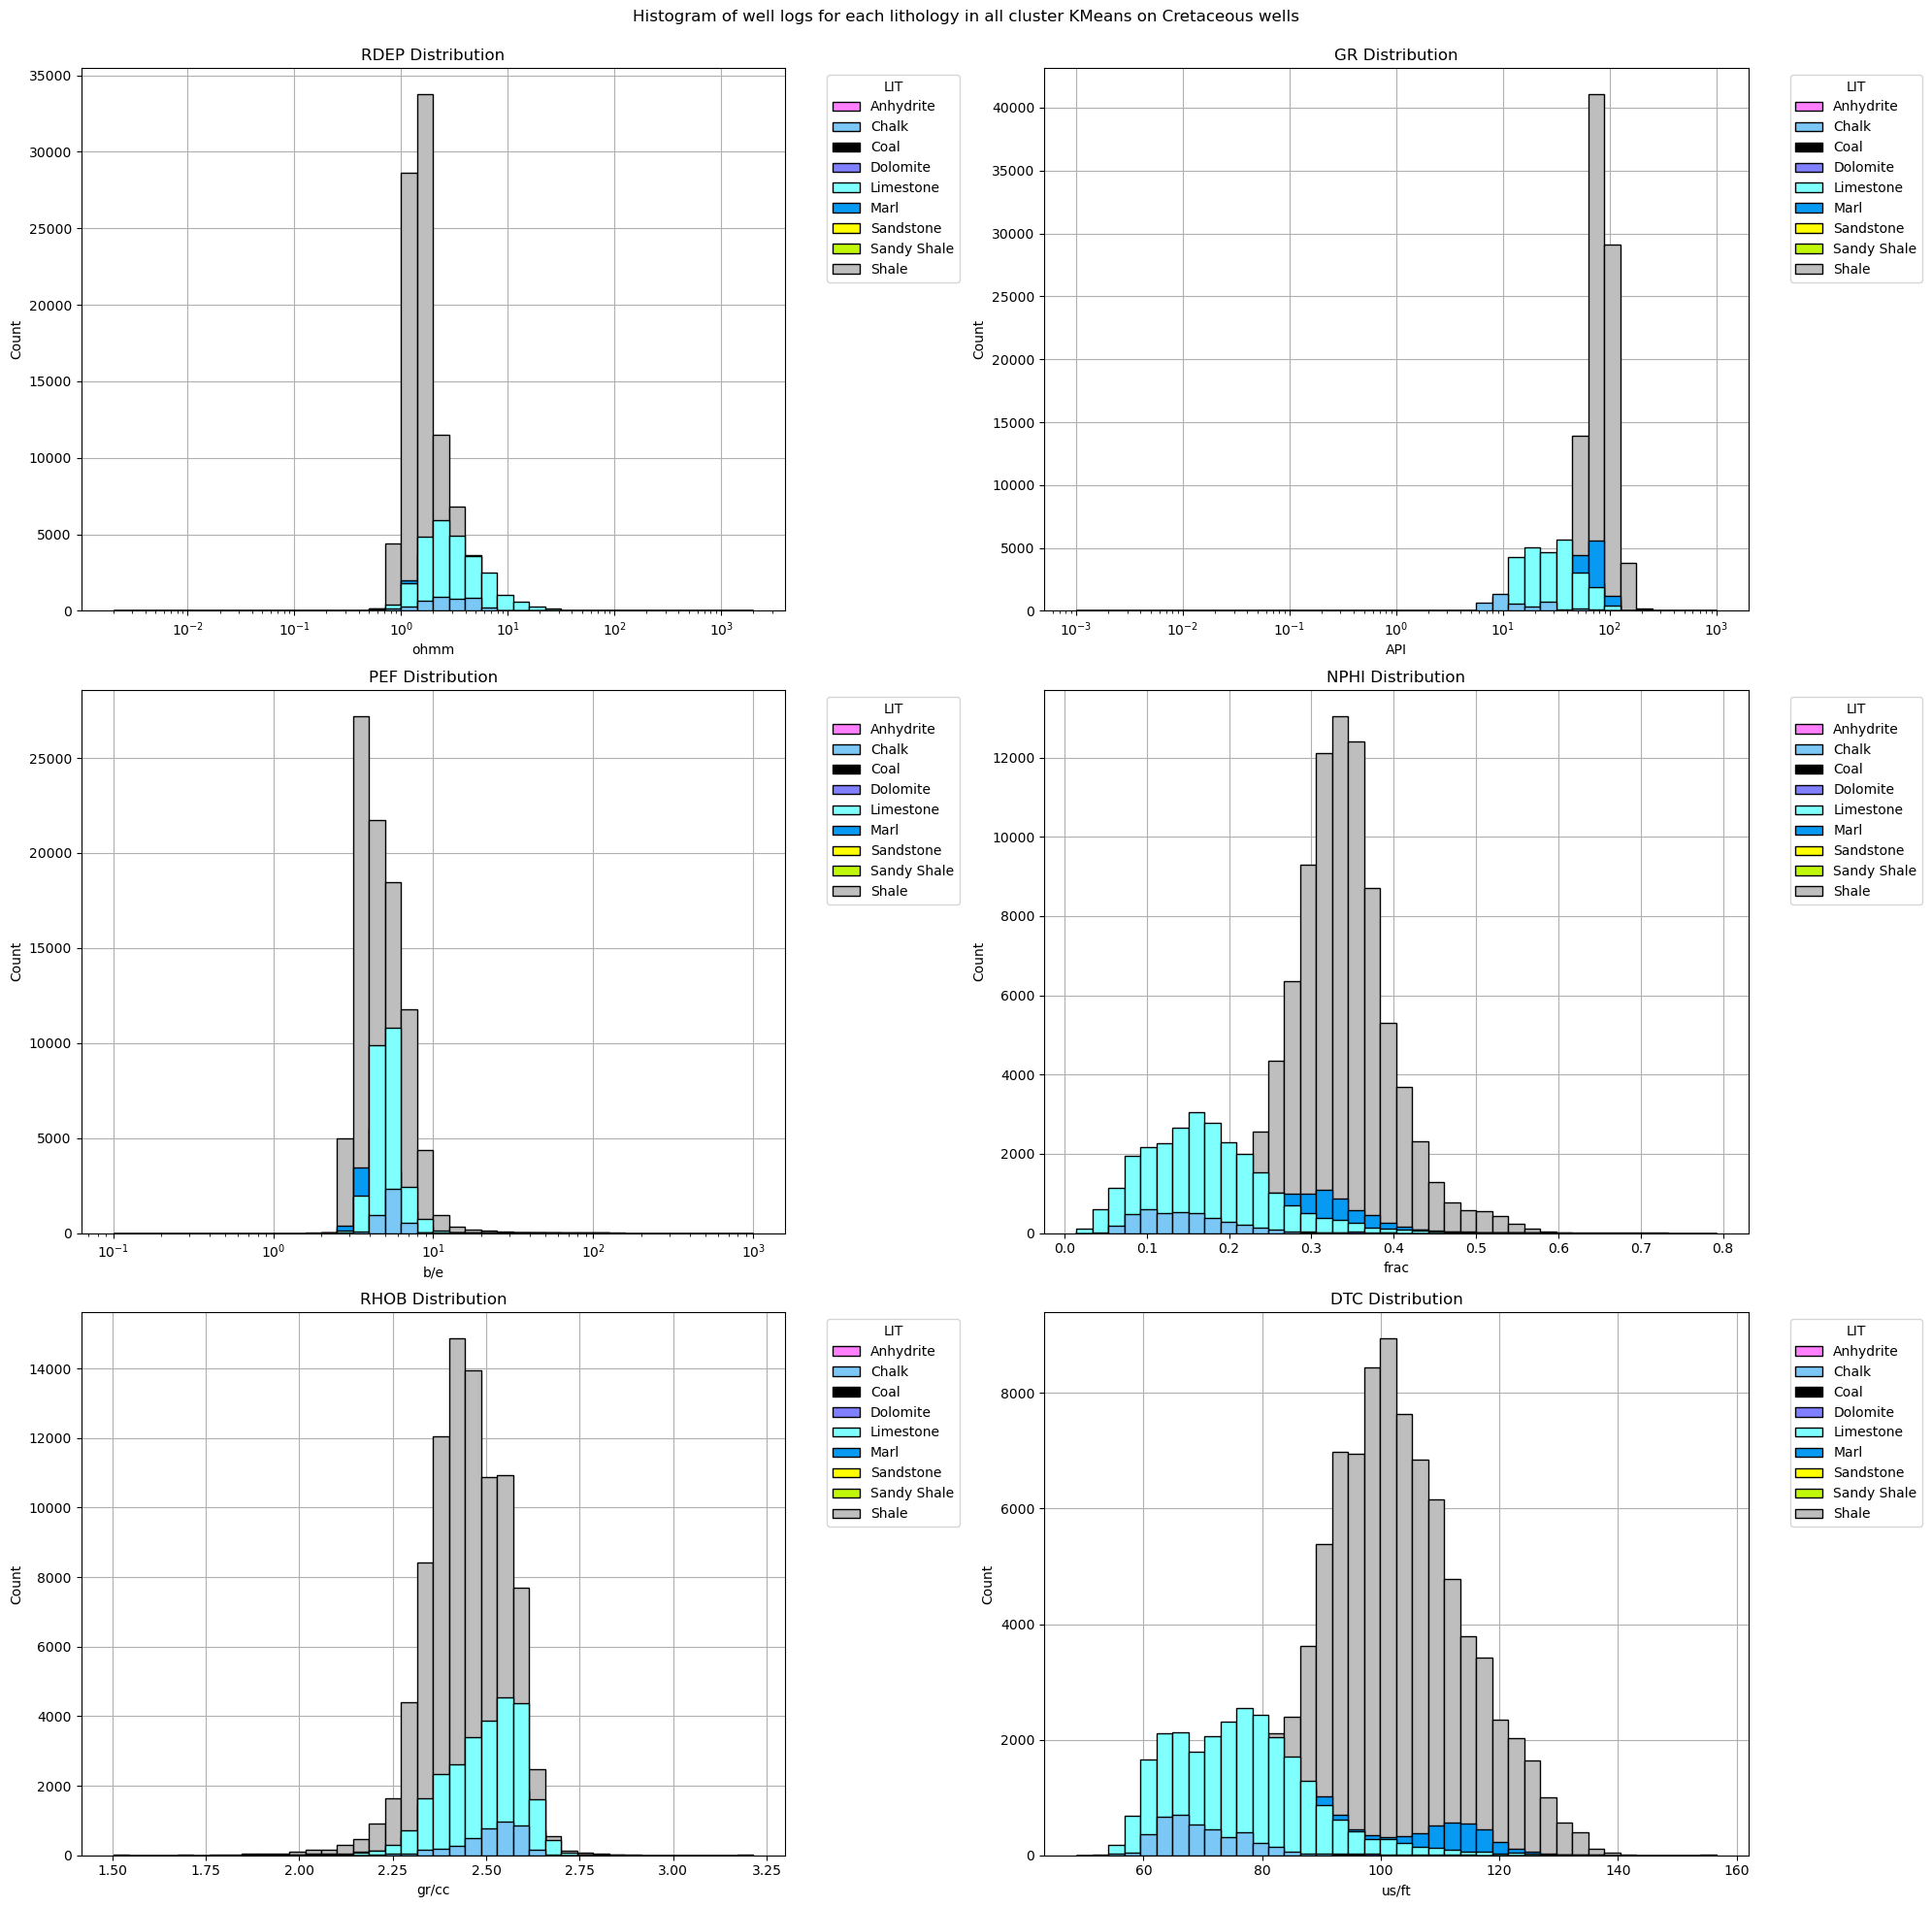 Histogram of well logs for each lithology in all cluster KMeans on Cretaceous wells
RDEP Distribution
35000
30000
25000
20000
15000
10000
5000
0
Count
10⁻²
10⁻¹
10⁰
10¹
10²
10³
ohmm
LIT
Anhydrite
Chalk
Coal
Dolomite
Limestone
Marl
Sandstone
Sandy Shale
Shale
GR Distribution
40000
35000
30000
25000
20000
15000
10000
5000
0
Count
10⁻³
10⁻²
10⁻¹
10⁰
10¹
10²
10³
API
LIT
Anhydrite
Chalk
Coal
Dolomite
Limestone
Marl
Sandstone
Sandy Shale
Shale
PEF Distribution
25000
20000
15000
10000
5000
0
Count
10⁻¹
10⁰
10¹
10²
10³
b/e
LIT
Anhydrite
Chalk
Coal
Dolomite
Limestone
Marl
Sandstone
Sandy Shale
Shale
NPHI Distribution
12000
10000
8000
6000
4000
2000
0
Count
0.0
0.1
0.2
0.3
0.4
0.5
0.6
0.7
0.8
frac
LIT
Anhydrite
Chalk
Coal
Dolomite
Limestone
Marl
Sandstone
Sandy Shale
Shale
RHOB Distribution
14000
12000
10000
8000
6000
4000
2000
0
Count
1.50
1.75
2.00
2.25
2.50
2.75
3.00
3.25
gr/cc
LIT
Anhydrite
Chalk
Coal
Dolomite
Limestone
Marl
Sandstone
Sandy Shale
Shale
DTC Distribution
8000
6000
4000
2000
0
Count
60
80
100
120
140
160
us/ft
LIT
Anhydrite
Chalk
Coal
Dolomite
Limestone
Marl
Sandstone
Sandy Shale
Shale